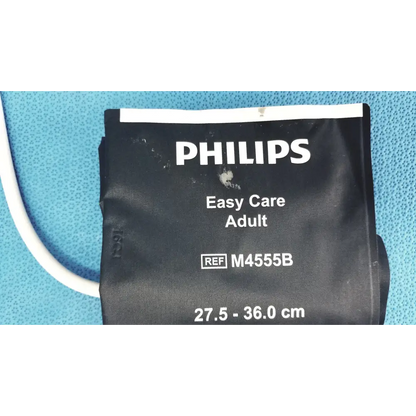 PHILIPS
Easy Care
Adult
REF M4555B
27.5 - 36.0 cm